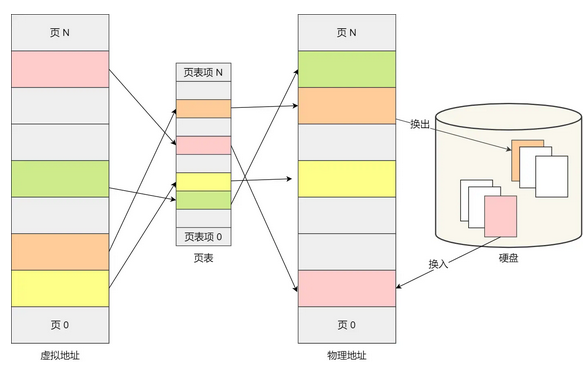 页 N
页 0
虚拟地址
页表项 N
页表项 0
页表
页 N
页 0
物理地址
换出
换入
硬盘